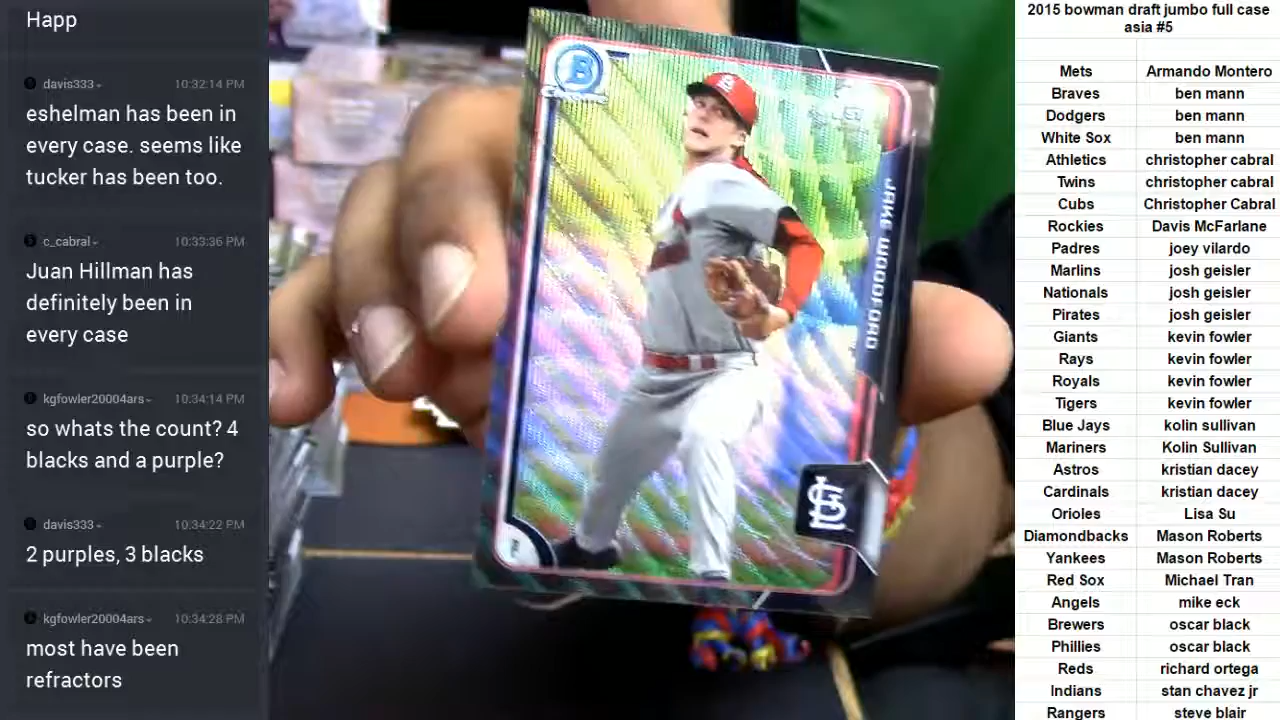 Happ
davis333 10:32:14 PM
eshelman has been in
every case. seems like
tucker has been too.
c_cabral 10:33:36 PM
Juan Hillman has
definitely been in
every case
kgfowler20004ars 10:34:14 PM
so whats the count? 4
blacks and a purple?
davis333 10:34:22 PM
2 purples, 3 blacks
kgfowler20004ars 10:34:28 PM
most have been
refractors
B
JAKE WOODFORD
STL
2015 bowman draft jumbo full case
asia #5
Mets Armando Montero
Braves ben mann
Dodgers ben mann
White Sox ben mann
Athletics christopher cabral
Twins christopher cabral
Cubs Christopher Cabral
Rockies Davis McFarlane
Padres joey vilardo
Marlins josh geisler
Nationals josh geisler
Pirates josh geisler
Giants kevin fowler
Rays kevin fowler
Royals kevin fowler
Tigers kevin fowler
Blue Jays kolin sullivan
Mariners Kolin Sullivan
Astros kristian dacey
Cardinals kristian dacey
Orioles Lisa Su
Diamondbacks Mason Roberts
Yankees Mason Roberts
Red Sox Michael Tran
Angels mike eck
Brewers oscar black
Phillies oscar black
Reds richard ortega
Indians stan chavez jr
Rangers steve blair